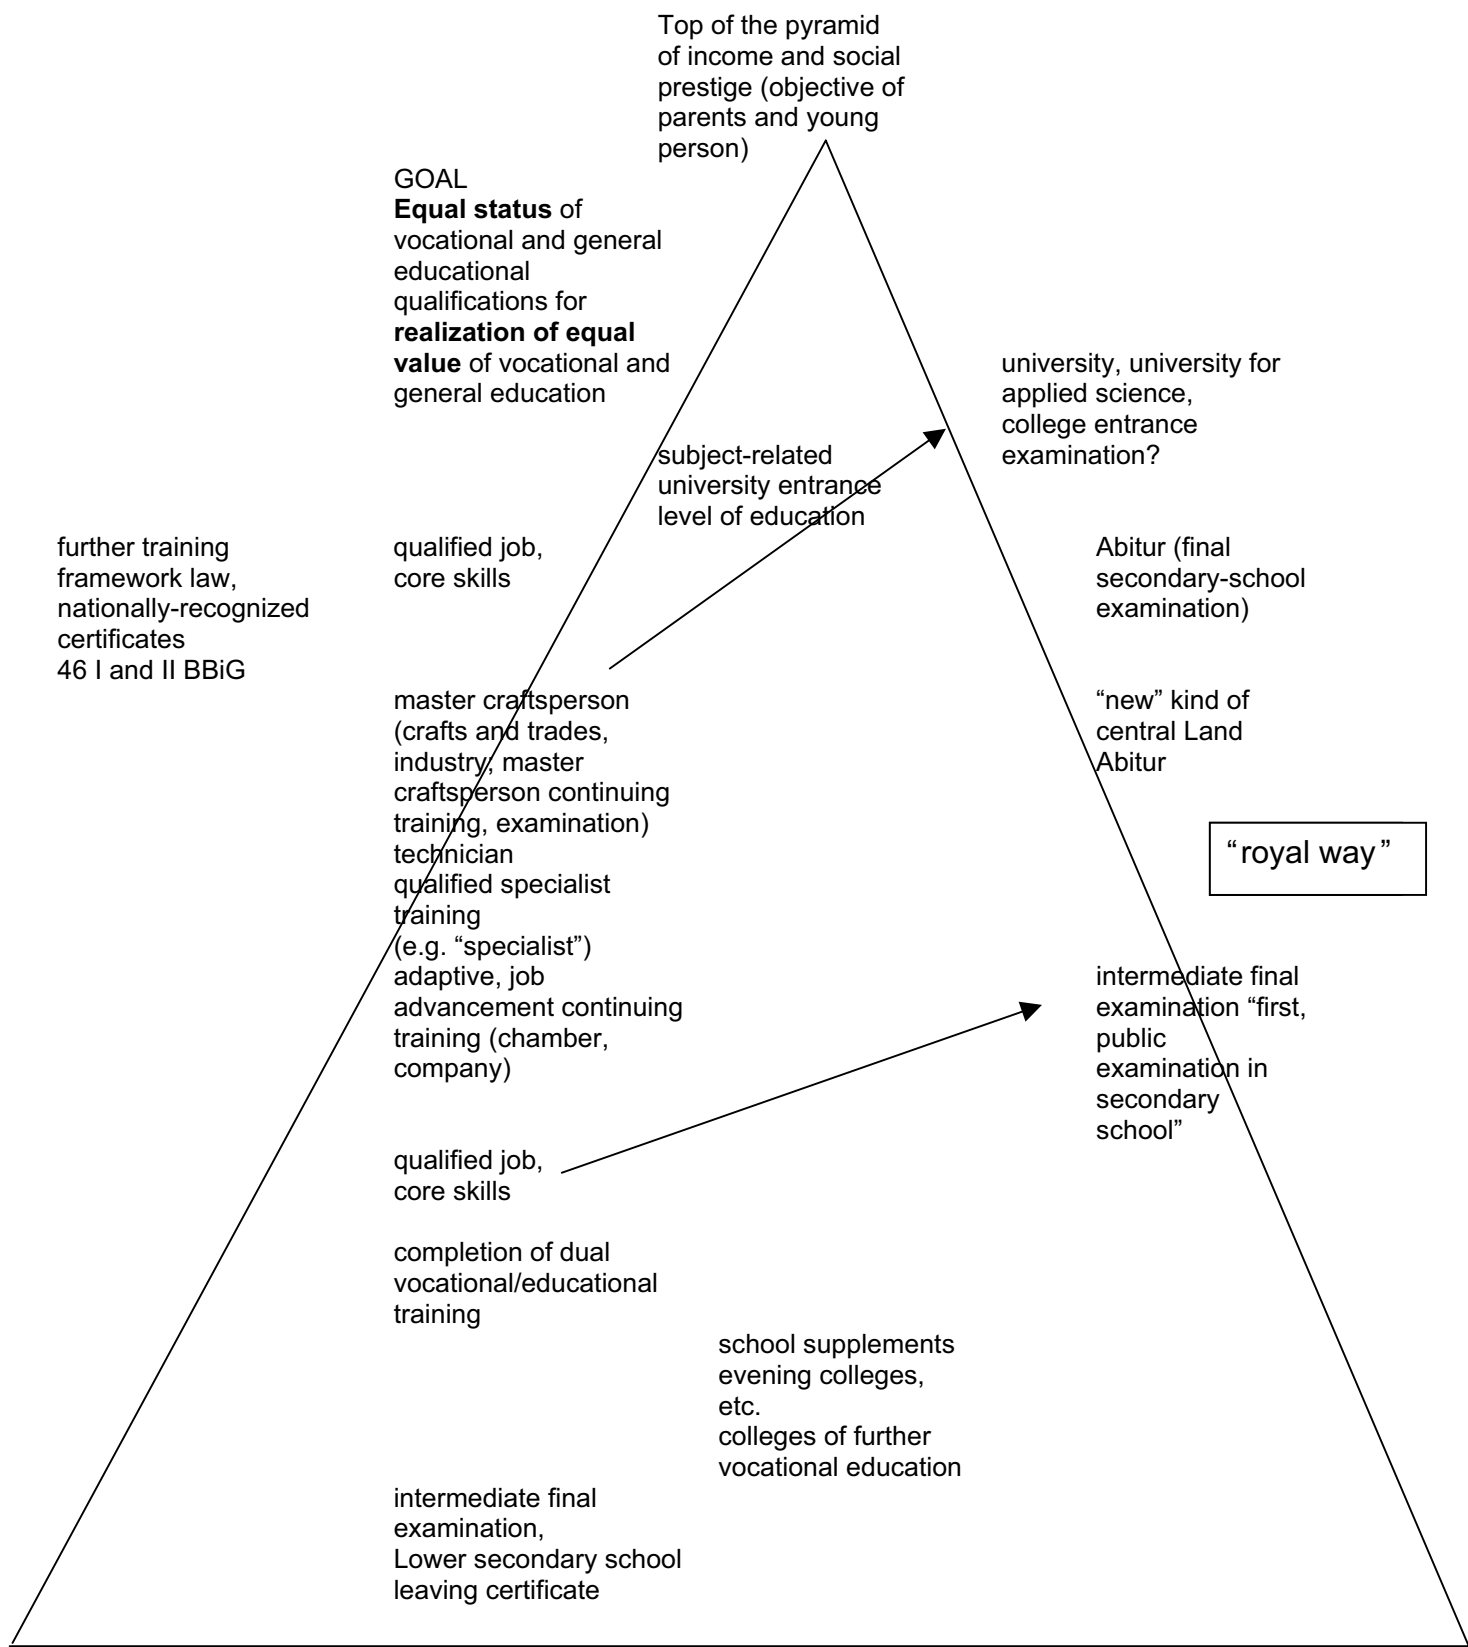 Top of the pyramid
of income and social
prestige (objective of
parents and young
person)
GOAL
Equal status of
vocational and general
educational
qualifications for
realization of equal
value of vocational and
general education
university, university for
applied science,
college entrance
examination?
subject-related
university entrance
level of education
further training
framework law,
nationally-recognized
certificates
46 I and II BBiG
qualified job,
core skills
Abitur (final
secondary-school
examination)
master craftsperson
(crafts and trades,
industry; master
craftsperson continuing
training, examination)
technician
qualified specialist
training
(e.g. “specialist”)
adaptive, job
advancement continuing
training (chamber,
company)
“new” kind of
central Land
Abitur
“royal way”
intermediate final
examination “first,
public
examination in
secondary
school”
qualified job,
core skills
completion of dual
vocational/educational
training
school supplements
evening colleges,
etc.
colleges of further
vocational education
intermediate final
examination,
Lower secondary school
leaving certificate